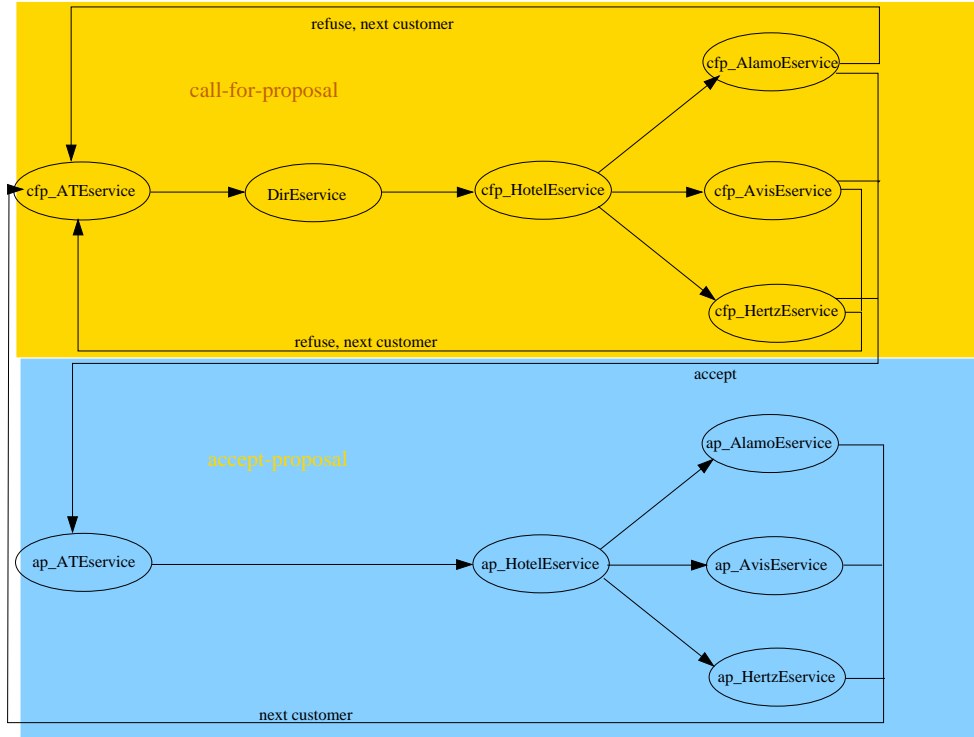 refuse, next customer
cfp_AlamoEservice
call-for-proposal
cfp_ATEservice
DirEservice
cfp_HotelEservice
cfp_AvisEservice
cfp_HertzEservice
refuse, next customer
accept
ap_AlamoEservice
accept-proposal
ap_ATEservice
ap_HotelEservice
ap_AvisEservice
ap_HertzEservice
next customer